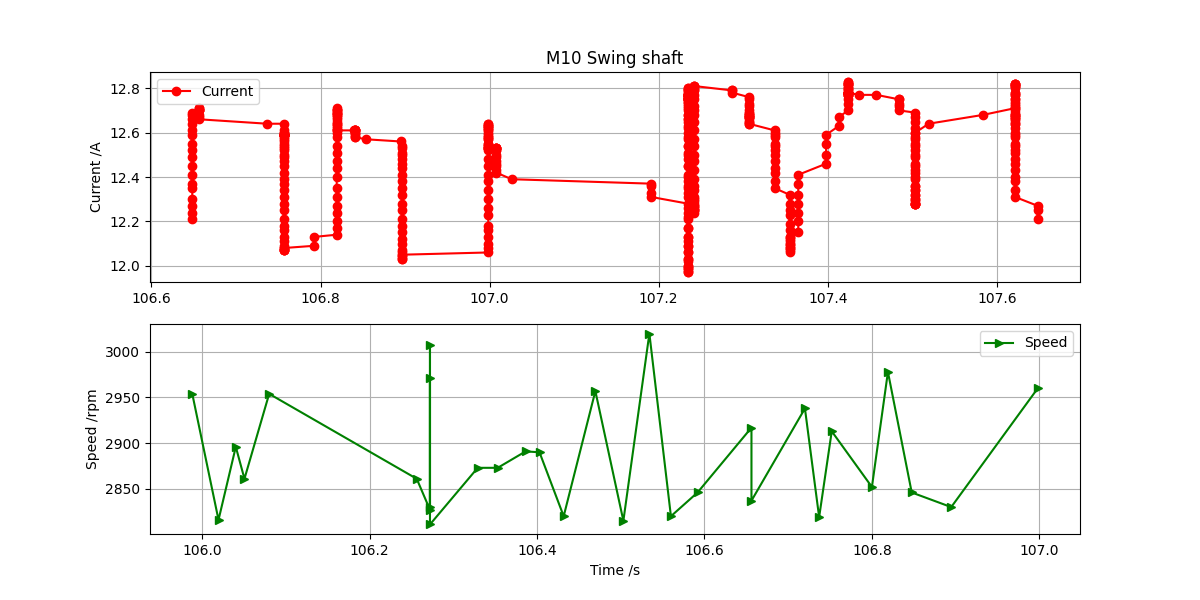 M10 Swing shaft
Current
Current /A
12.8
12.6
12.4
12.2
12.0
106.6 106.8 107.0 107.2 107.4 107.6
Speed
Speed /rpm
3000
2950
2900
2850
106.0 106.2 106.4 106.6 106.8 107.0
Time /s